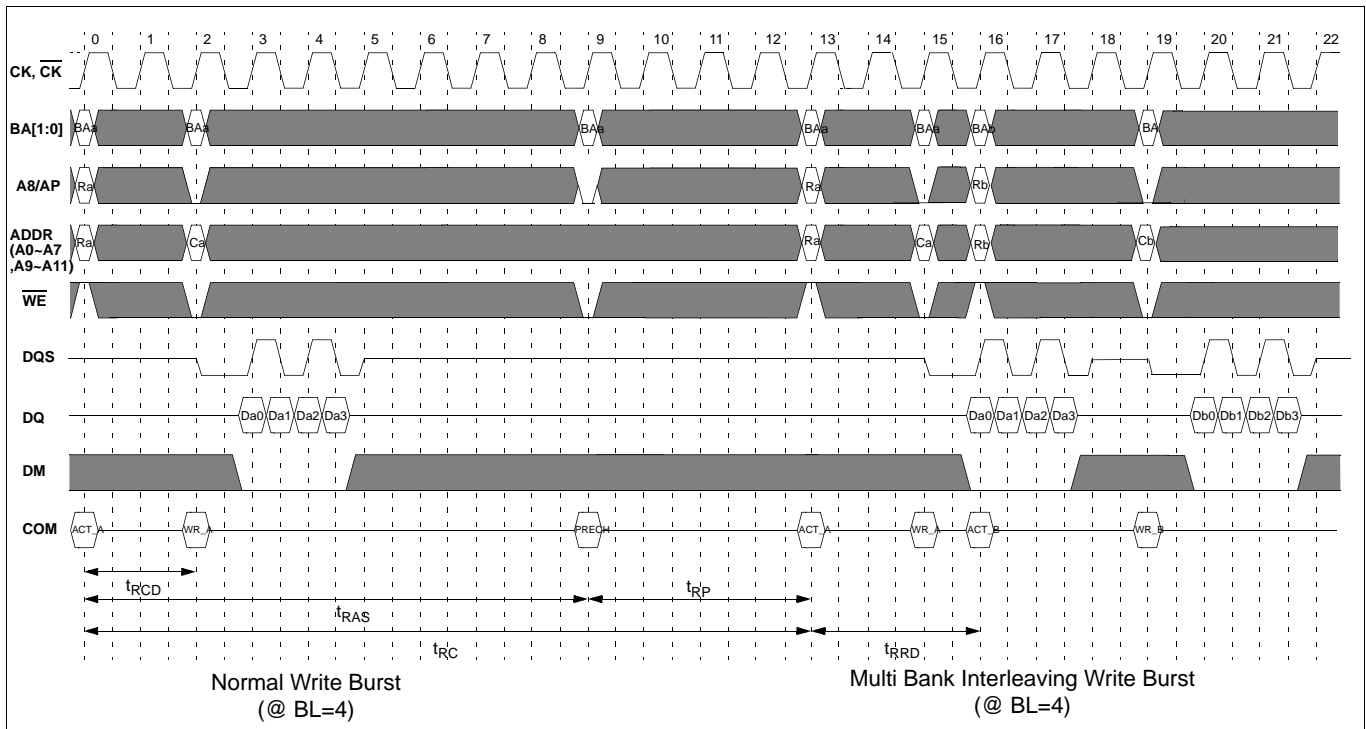 0 1 2 3 4 5 6 7 8 9 10 11 12 13 14 15 16 17 18 19 20 21 22
CK, CK
BA[1:0] BAa BAa BAa BAa BAa BAb BA
A8/AP Ra Ra Rb
ADDR
(A0~A7
,A9~A11)
Ra Ca Ra Ca Rb Cb
WE
DQS
DQ Da0 Da1 Da2 Da3 Da0 Da1 Da2 Da3 Db0 Db1 Db2 Db3
DM
COM ACT_A WR_A PRECH ACT_A WR_A ACT_B WR_B
tRCD tRP
tRAS
tRC tRRD
Normal Write Burst
(@ BL=4)
Multi Bank Interleaving Write Burst
(@ BL=4)